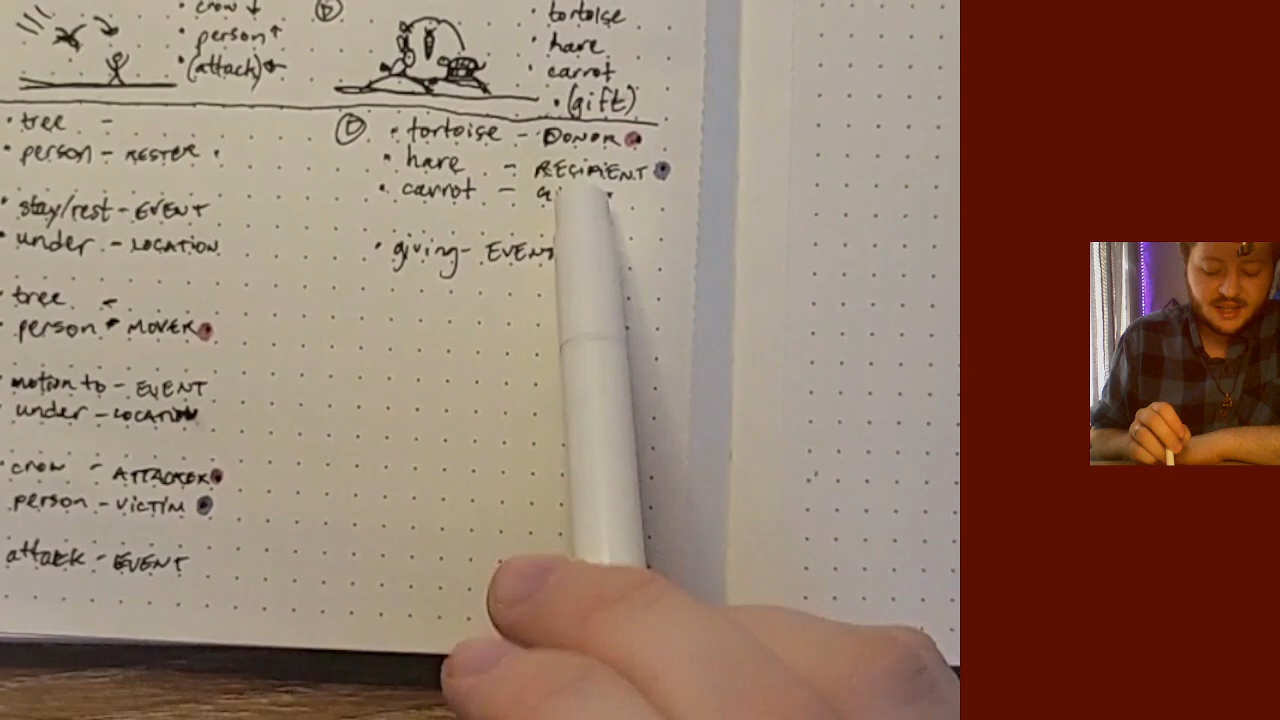 crow ↓
person ↑
(attack)
tortoise
hare
carrot
(gift)
tree -
person - RESTER
stay/rest - EVENT
under - LOCATION
tree -
person - MOVER
motion to - EVENT
under - LOCATION
crow - ATTACKER
person - VICTIM
attack - EVENT
D tortoise - DONOR
hare - RECIPIENT
carrot -
giving - EVENT